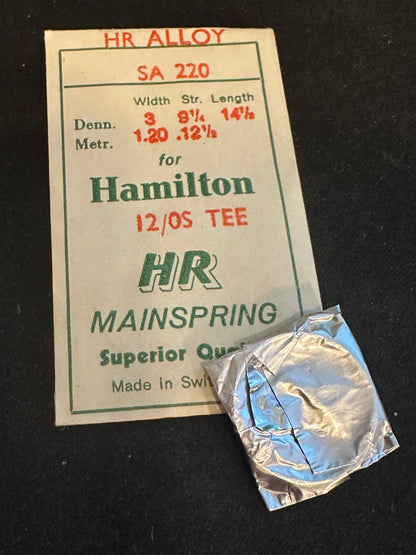 HR ALLOY
SA 220
Width Str. Length
Denn. 3 8¼ 14½
Metr. 1.20 .12½
for
Hamilton
12/0S TEE
HR
MAINSPRING
Superior
Made in